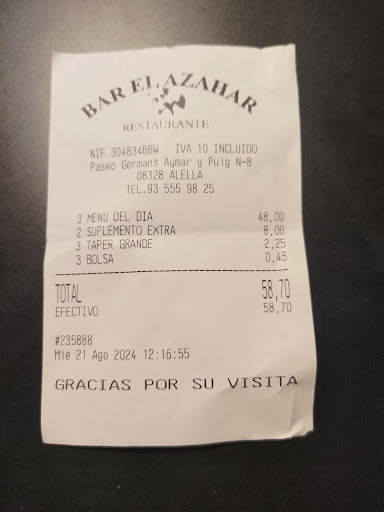 BAR EL AZAHAR
RESTAURANTE
NIF 30483466W IVA 10 INCLUIDO
Paseo Germans Aymar y Puig N-8
08328 ALELLA
TEL.93 555 98 25
3 MENU DEL DIA 48,00
2 SUPLEMENTO EXTRA 8,00
3 TAPER GRANDE 2,25
3 BOLSA 0,45
TOTAL 58,70
EFECTIVO 58,70
#235888
Mié 21 Ago 2024 12:16:55
GRACIAS POR SU VISITA